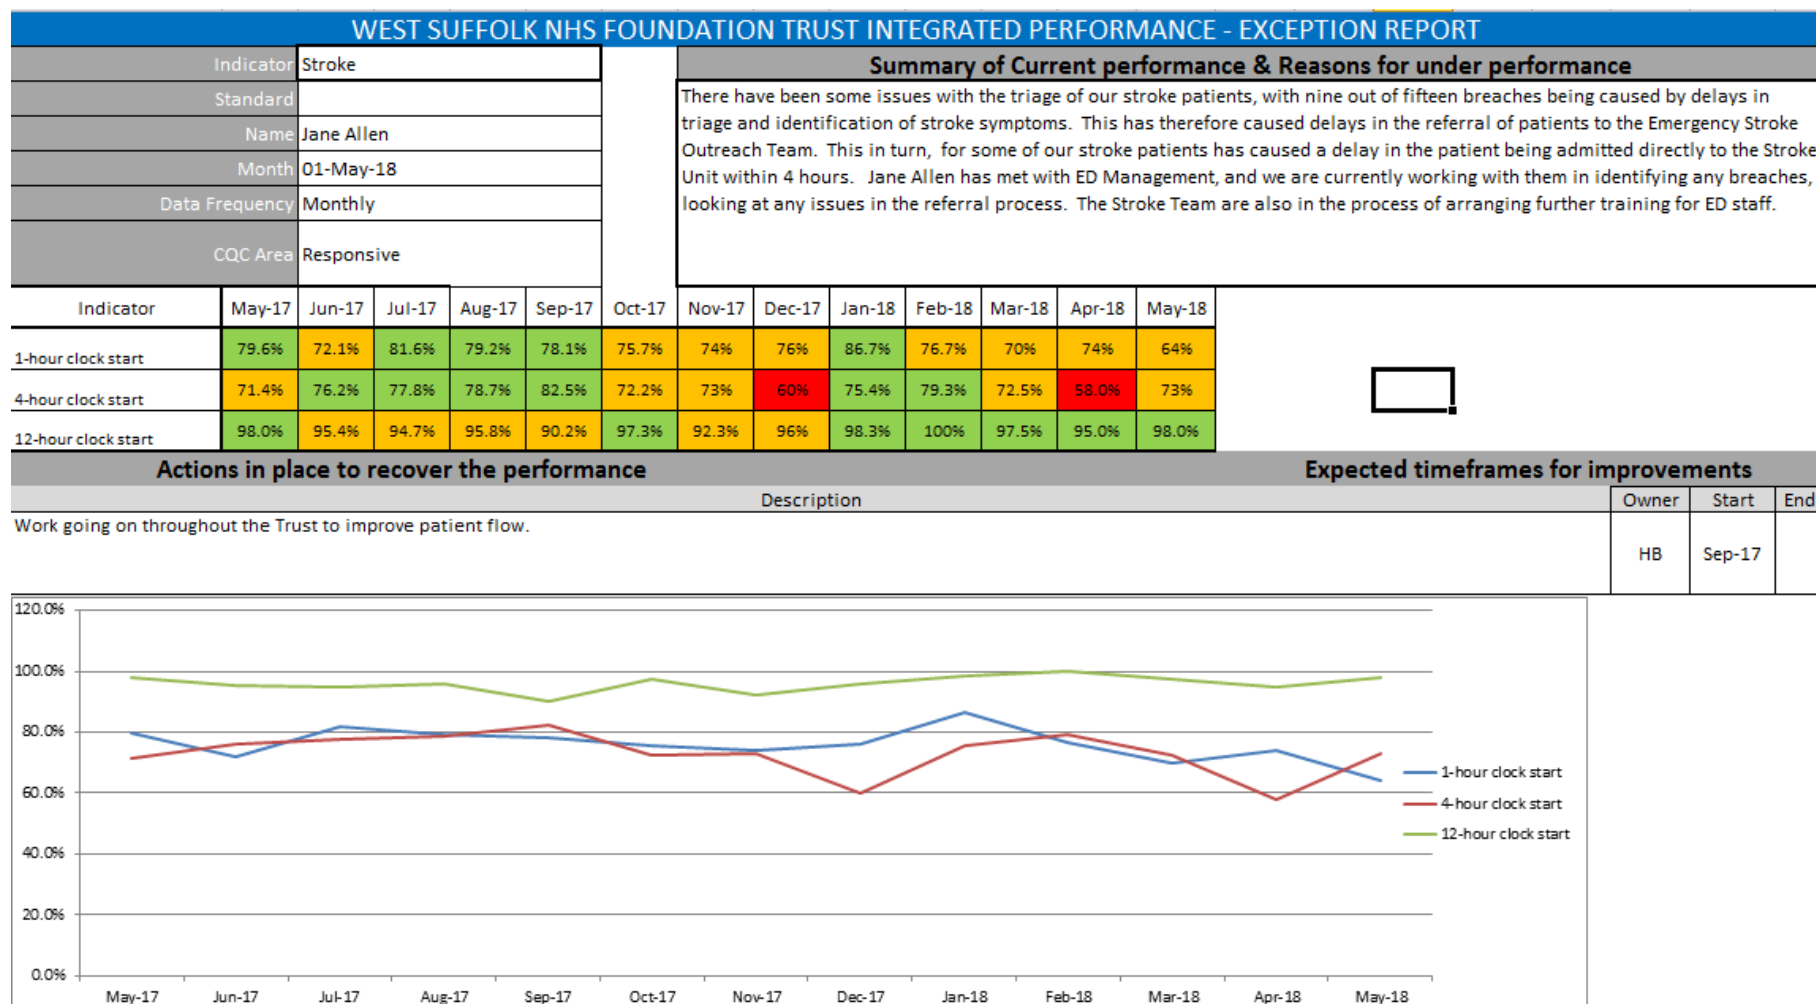 WEST SUFFOLK NHS FOUNDATION TRUST INTEGRATED PERFORMANCE - EXCEPTION REPORT
Indicator Stroke
Standard
Name Jane Allen
Month 01-May-18
Data Frequency Monthly
CQC Area Responsive
Summary of Current performance & Reasons for under performance
There have been some issues with the triage of our stroke patients, with nine out of fifteen breaches being caused by delays in
triage and identification of stroke symptoms. This has therefore caused delays in the referral of patients to the Emergency Stroke
Outreach Team. This in turn, for some of our stroke patients has caused a delay in the patient being admitted directly to the Stroke
Unit within 4 hours. Jane Allen has met with ED Management, and we are currently working with them in identifying any breaches,
looking at any issues in the referral process. The Stroke Team are also in the process of arranging further training for ED staff.
Indicator May-17 Jun-17 Jul-17 Aug-17 Sep-17 Oct-17 Nov-17 Dec-17 Jan-18 Feb-18 Mar-18 Apr-18 May-18
1-hour clock start 79.6% 72.1% 81.6% 79.2% 78.1% 75.7% 74% 76% 86.7% 76.7% 70% 74% 64%
4-hour clock start 71.4% 76.2% 77.8% 78.7% 82.5% 72.2% 73% 60% 75.4% 79.3% 72.5% 58.0% 73%
12-hour clock start 98.0% 95.4% 94.7% 95.8% 90.2% 97.3% 92.3% 96% 98.3% 100% 97.5% 95.0% 98.0%
Actions in place to recover the performance Expected timeframes for improvements
Description Owner Start End
Work going on throughout the Trust to improve patient flow.
HB Sep-17
120.0%
100.0%
80.0%
60.0%
40.0%
20.0%
0.0%
1-hour clock start
4-hour clock start
12-hour clock start
May-17 Jun-17 Jul-17 Aug-17 Sep-17 Oct-17 Nov-17 Dec-17 Jan-18 Feb-18 Mar-18 Apr-18 May-18